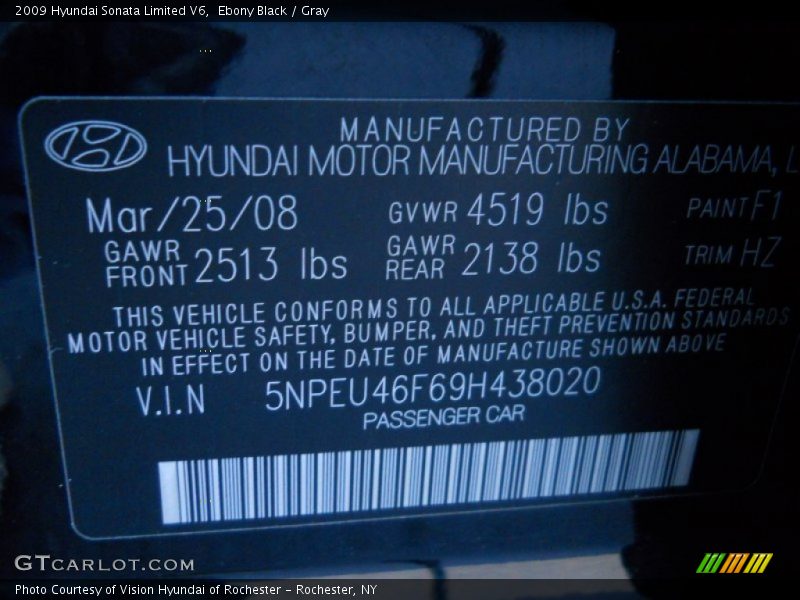 2009 Hyundai Sonata Limited V6, Ebony Black / Gray
MANUFACTURED BY
HYUNDAI MOTOR MANUFACTURING ALABAMA, L
Mar/25/08 GVWR 4519 lbs PAINT F1
GAWR FRONT 2513 lbs GAWR REAR 2138 lbs TRIM HZ
THIS VEHICLE CONFORMS TO ALL APPLICABLE U.S.A. FEDERAL
MOTOR VEHICLE SAFETY, BUMPER, AND THEFT PREVENTION STANDARDS
IN EFFECT ON THE DATE OF MANUFACTURE SHOWN ABOVE
V.I.N 5NPEU46F69H438020
PASSENGER CAR
GTCARLOT.COM
Photo Courtesy of Vision Hyundai of Rochester - Rochester, NY